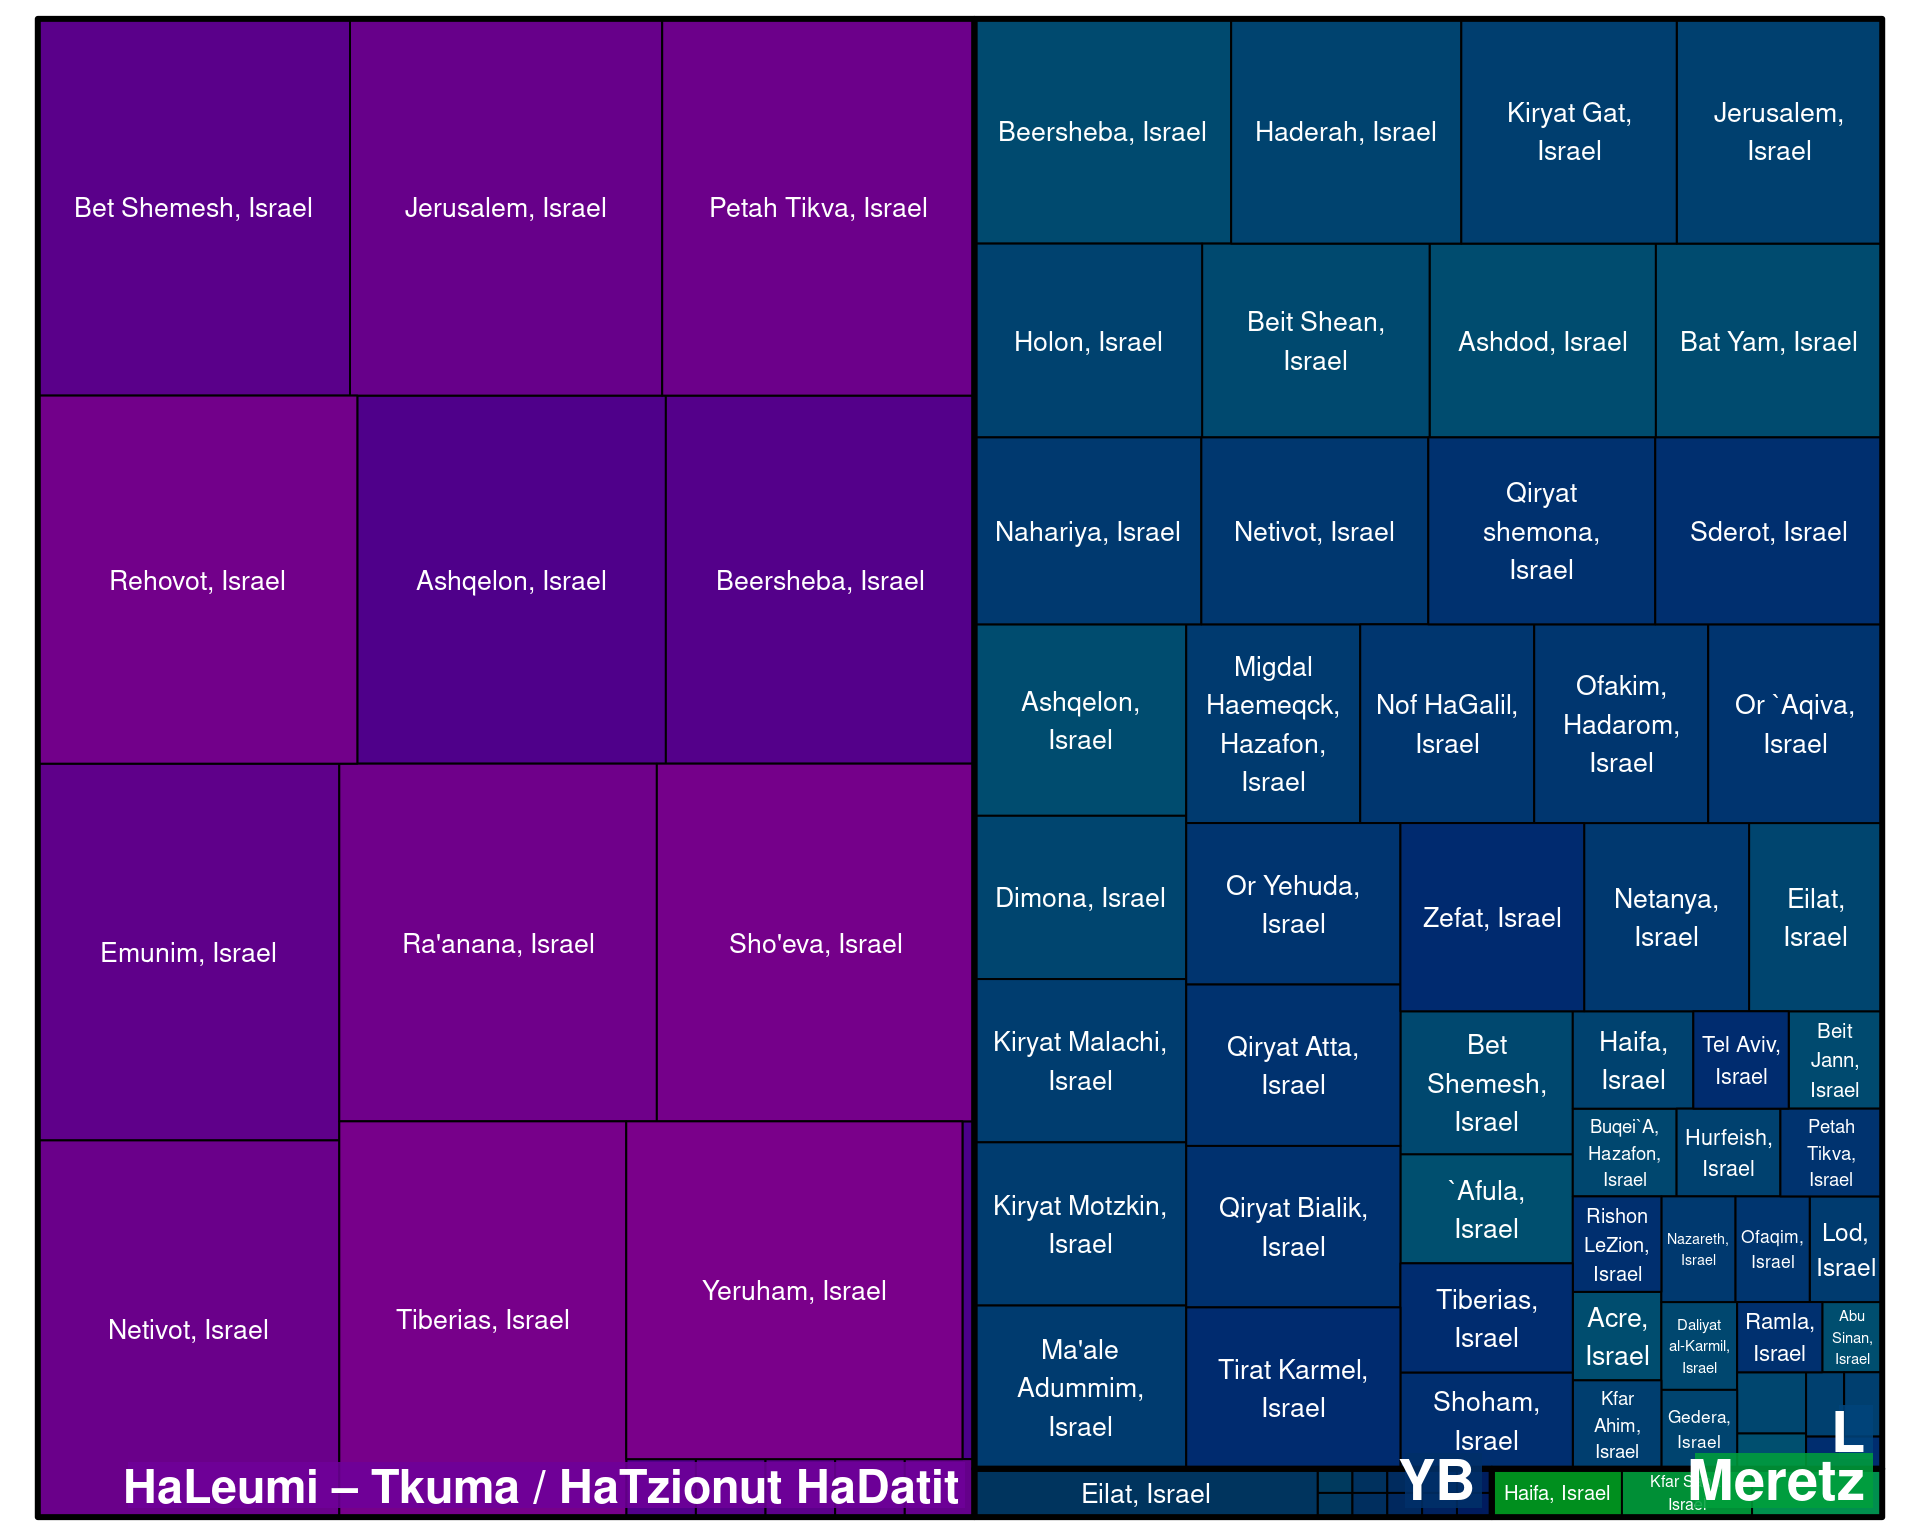 Bet Shemesh, Israel
Jerusalem, Israel
Petah Tikva, Israel
Rehovot, Israel
Ashqelon, Israel
Beersheba, Israel
Emunim, Israel
Ra'anana, Israel
Sho'eva, Israel
Netivot, Israel
Tiberias, Israel
Yeruham, Israel
HaLeumi – Tkuma / HaTzionut HaDatit
Beersheba, Israel
Haderah, Israel
Kiryat Gat,
Israel
Jerusalem,
Israel
Holon, Israel
Beit Shean,
Israel
Ashdod, Israel
Bat Yam, Israel
Nahariya, Israel
Netivot, Israel
Qiryat
shemona,
Israel
Sderot, Israel
Ashqelon,
Israel
Migdal
Haemeqck,
Hazafon,
Israel
Nof HaGalil,
Israel
Ofakim,
Hadarom,
Israel
Or `Aqiva,
Israel
Dimona, Israel
Or Yehuda,
Israel
Zefat, Israel
Netanya,
Israel
Eilat,
Israel
Kiryat Malachi,
Israel
Qiryat Atta,
Israel
Bet
Shemesh,
Israel
Haifa,
Israel
Tel Aviv,
Israel
Beit
Jann,
Israel
Buqei`A,
Hazafon,
Israel
Hurfeish,
Israel
Petah
Tikva,
Israel
Kiryat Motzkin,
Israel
Qiryat Bialik,
Israel
`Afula,
Israel
Rishon
LeZion,
Israel
Nazareth,
Israel
Ofaqim,
Israel
Lod,
Israel
Ma'ale
Adummim,
Israel
Tirat Karmel,
Israel
Tiberias,
Israel
Acre,
Israel
Daliyat
al-Karmil,
Israel
Ramla,
Israel
Abu
Sinan,
Israel
Shoham,
Israel
Kfar
Ahim,
Israel
Gedera,
Israel
L
Eilat, Israel
YB
Haifa, Israel
Kfar
Israel
Meretz